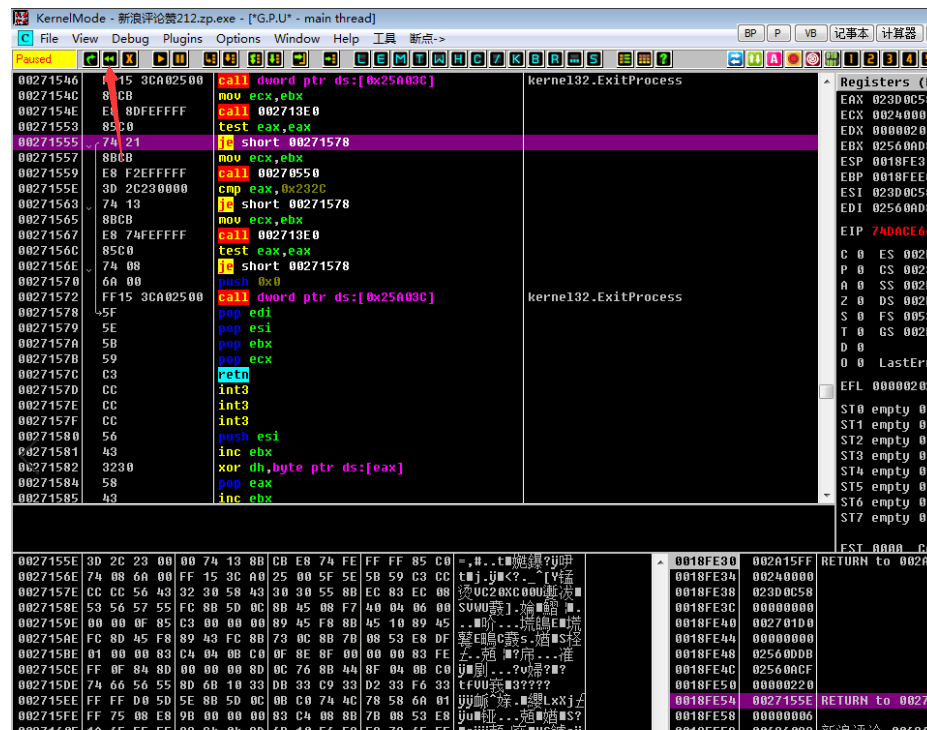 KernelMode - 新浪评论赞212.zp.exe - [*G.P.U* - main thread]
C File View Debug Plugins Options Window Help 工具 断点->
BP P VB 记事本 计算器
Paused
L E M T W H C / K B R ... S
00271546 15 3CA02500 call dword ptr ds:[0x25A03C] kernel32.ExitProcess
0027154C 8BCB mov ecx,ebx
0027154E E8 8DFEFFFF call 002713E0
00271553 85C0 test eax,eax
00271555 74 21 je short 00271578
00271557 8BCB mov ecx,ebx
00271559 E8 F2EFFFFF call 00270550
0027155E 3D 2C230000 cmp eax,0x232C
00271563 74 13 je short 00271578
00271565 8BCB mov ecx,ebx
00271567 E8 74FEFFFF call 002713E0
0027156C 85C0 test eax,eax
0027156E 74 08 je short 00271578
00271570 6A 00 push 0x0
00271572 FF15 3CA02500 call dword ptr ds:[0x25A03C] kernel32.ExitProcess
00271578 5F pop edi
00271579 5E pop esi
0027157A 5B pop ebx
0027157B 59 pop ecx
0027157C C3 retn
0027157D CC int3
0027157E CC int3
0027157F CC int3
00271580 56 push esi
00271581 43 inc ebx
00271582 3230 xor dh,byte ptr ds:[eax]
00271584 58 pop eax
00271585 43 inc ebx
Registers (
EAX 023D0C5
ECX 0024000
EDX 0000020
EBX 02560AD
ESP 0018FE3
EBP 0018FEE
ESI 023D0C5
EDI 02560AD
EIP 74DACE6
C 0 ES 002
P 0 CS 002
A 0 SS 002
Z 0 DS 002
S 0 FS 005
T 0 GS 002
D 0
O 0 LastErr
EFL 0000020
ST0 empty 0
ST1 empty 0
ST2 empty 0
ST3 empty 0
ST4 empty 0
ST5 empty 0
ST6 empty 0
ST7 empty 0
0027155E 3D 2C 23 00 00 74 13 8B CB E8 74 FE FF FF 85 C0
0027156E 74 08 6A 00 FF 15 3C A0 25 00 5F 5E 5B 59 C3 CC
0027157E CC CC 56 43 32 30 58 43 30 30 55 8B EC 83 EC 08
0027158E 53 56 57 55 FC 8B 5D 0C 8B 45 08 F7 40 04 06 00
0027159E 00 00 0F 85 C3 00 00 00 89 45 F8 8B 45 10 89 45
002715AE FC 8D 45 F8 89 43 FC 8B 73 0C 8B 7B 08 53 E8 DF
002715BE 01 00 00 83 C4 04 0B C0 0F 8E 00 00 00 83 FE
002715CE FF 0F 84 8D 00 00 00 8D 0C 76 8B 44 8F 04 0B C0
002715DE 74 66 56 55 8D 6B 10 33 DB 33 C9 33 D2 33 F6 33
002715EE FF FF D0 5D 5E 8B 5D 0C 0B C0 74 4C 78 58 6A 01
002715FE FF 75 08 E8 9B 00 00 00 83 C4 08 8B 7B 08 53 E8
0018FE30 002A15FF RETURN to 002A
0018FE34 00240000
0018FE38 023D0C58
0018FE3C 00000000
0018FE40 002701D0
0018FE44 00000000
0018FE48 02560DDB
0018FE4C 02560ACF
0018FE50 00000220
0018FE54 0027155E RETURN to 0027
0018FE58 00000006